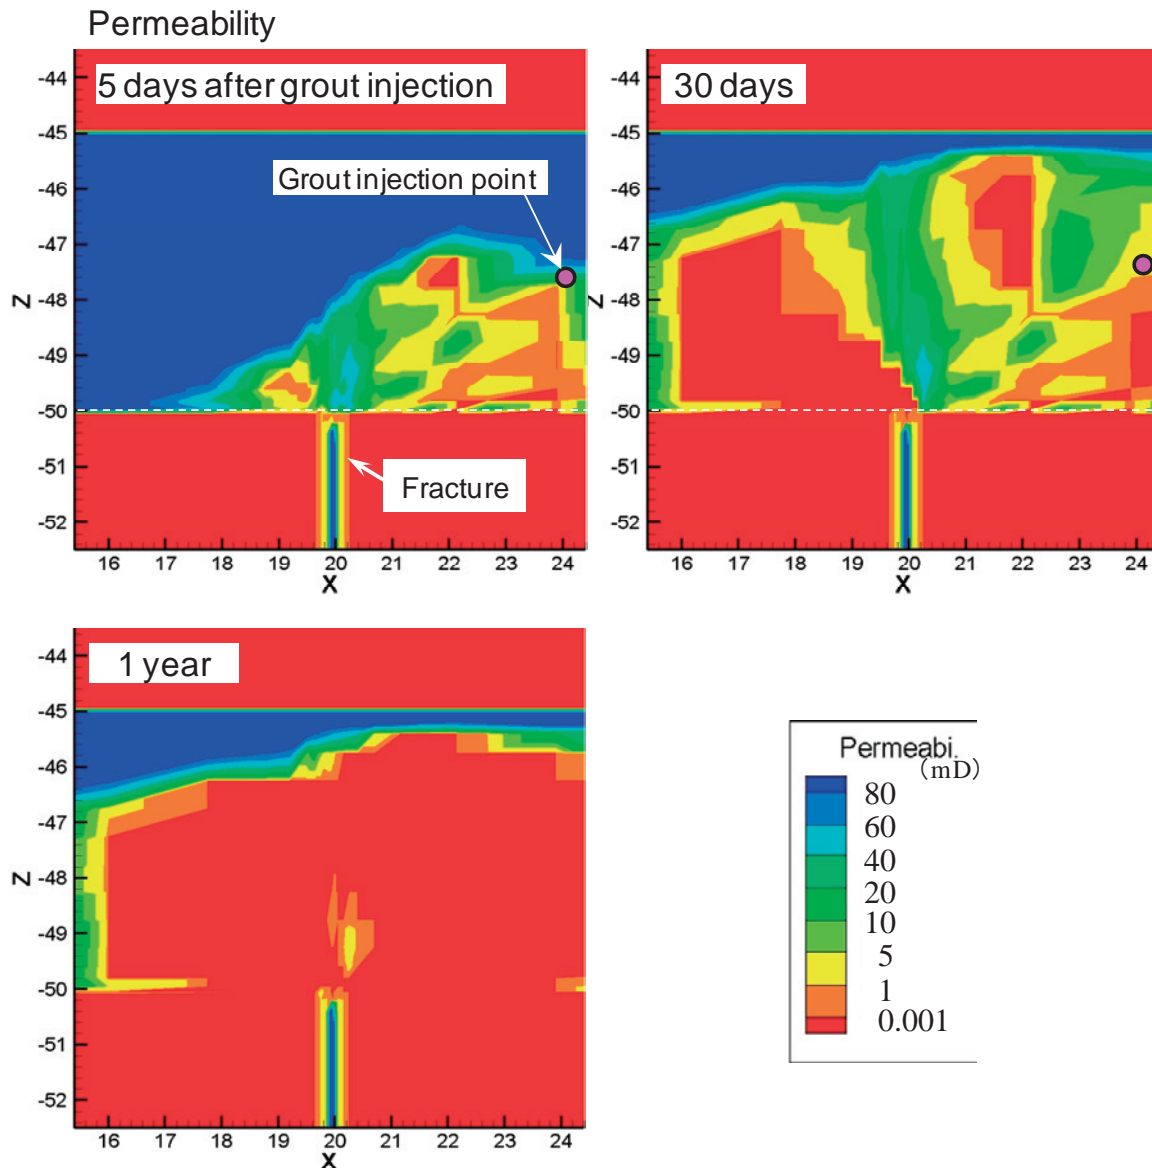 Permeability
5 days after grout injection
Grout injection point
Fracture
-44
-45
-46
-47
-48
-49
-50
-51
-52
Z
16 17 18 19 20 21 22 23 24
X
30 days
-44
-45
-46
-47
-48
-49
-50
-51
-52
Z
16 17 18 19 20 21 22 23 24
X
1 year
-44
-45
-46
-47
-48
-49
-50
-51
-52
Z
16 17 18 19 20 21 22 23 24
X
Permeabi.
(mD)
80
60
40
20
10
5
1
0.001